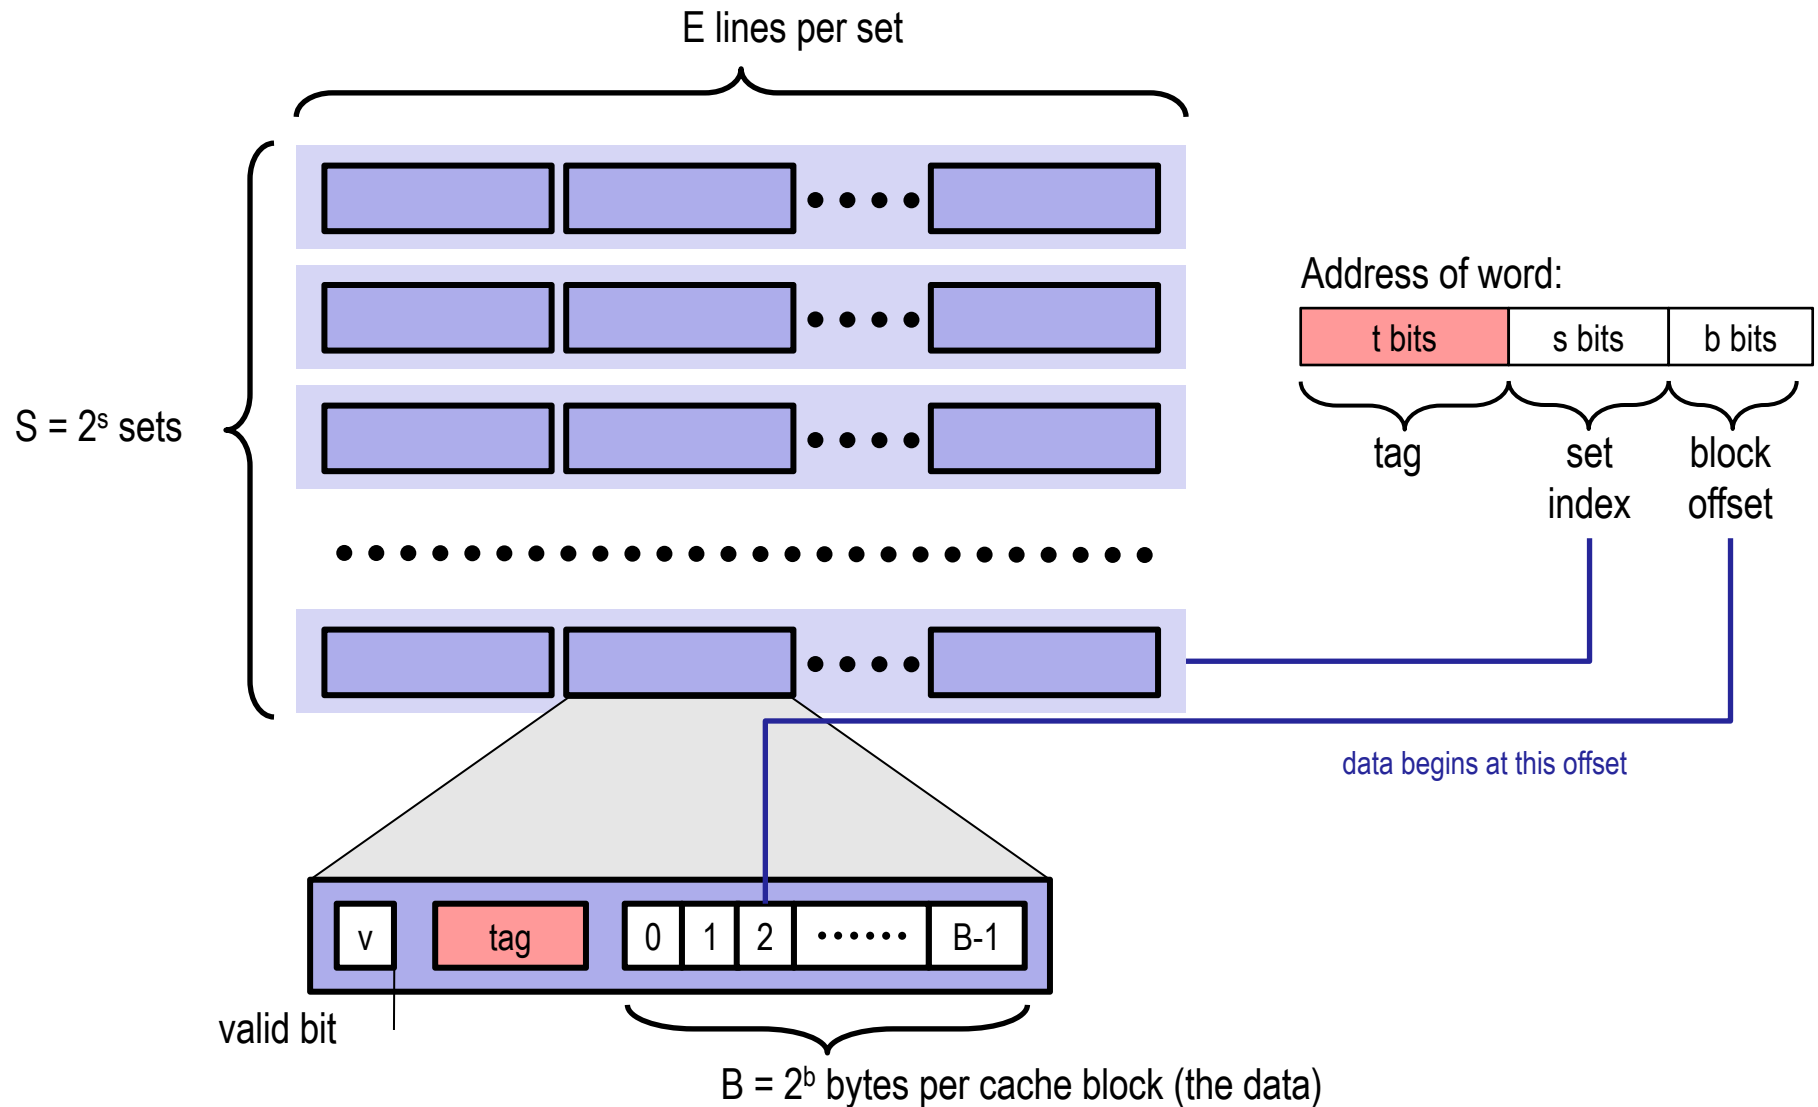 E lines per set
S = 2ˢ sets
Address of word:
t bits s bits b bits
tag set index block offset
data begins at this offset
v tag 0 1 2 •••••• B-1
valid bit
B = 2ᵇ bytes per cache block (the data)